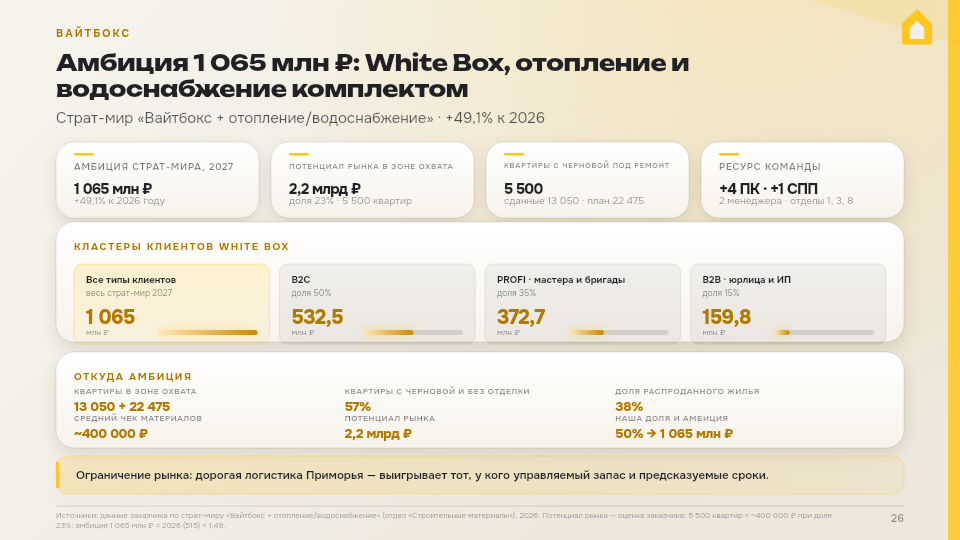 ВАЙТБОКС
Амбиция 1 065 млн ₽: White Box, отопление и
водоснабжение комплектом
Страт-мир «Вайтбокс + отопление/водоснабжение» · +49,1% к 2026
АМБИЦИЯ СТРАТ-МИРА, 2027
1 065 млн ₽
+49,1% к 2026 году
ПОТЕНЦИАЛ РЫНКА В ЗОНЕ ОХВАТА
2,2 млрд ₽
доля 23% · 5 500 квартир
КВАРТИРЫ С ЧЕРНОВОЙ ПОД РЕМОНТ
5 500
сданные 13 050 · план 22 475
РЕСУРС КОМАНДЫ
+4 ПК · +1 СПП
2 менеджера · отделы 1, 3, 8
КЛАСТЕРЫ КЛИЕНТОВ WHITE BOX
Все типы клиентов
весь страт-мир 2027
1 065
млн ₽
B2C
доля 50%
532,5
млн ₽
PROFI · мастера и бригады
доля 35%
372,7
млн ₽
B2B · юрлица и ИП
доля 15%
159,8
млн ₽
ОТКУДА АМБИЦИЯ
КВАРТИРЫ В ЗОНЕ ОХВАТА
13 050 + 22 475
КВАРТИРЫ С ЧЕРНОВОЙ И БЕЗ ОТДЕЛКИ
57%
ДОЛЯ РАСПРОДАННОГО ЖИЛЬЯ
38%
СРЕДНИЙ ЧЕК МАТЕРИАЛОВ
~400 000 ₽
ПОТЕНЦИАЛ РЫНКА
2,2 млрд ₽
НАША ДОЛЯ И АМБИЦИЯ
50% → 1 065 млн ₽
Ограничение рынка: дорогая логистика Приморья — выигрывает тот, у кого управляемый запас и предсказуемые сроки.
Источники: данные заказчика по страт-миру «Вайтбокс + отопление/водоснабжение» (отдел «Строительные материалы»), 2026. Потенциал рынка — оценка заказчика: 5 500 квартир × ~400 000 ₽ при доле
23%; амбиция 1 065 млн ₽ = 2026 (515) × 1,49.
26